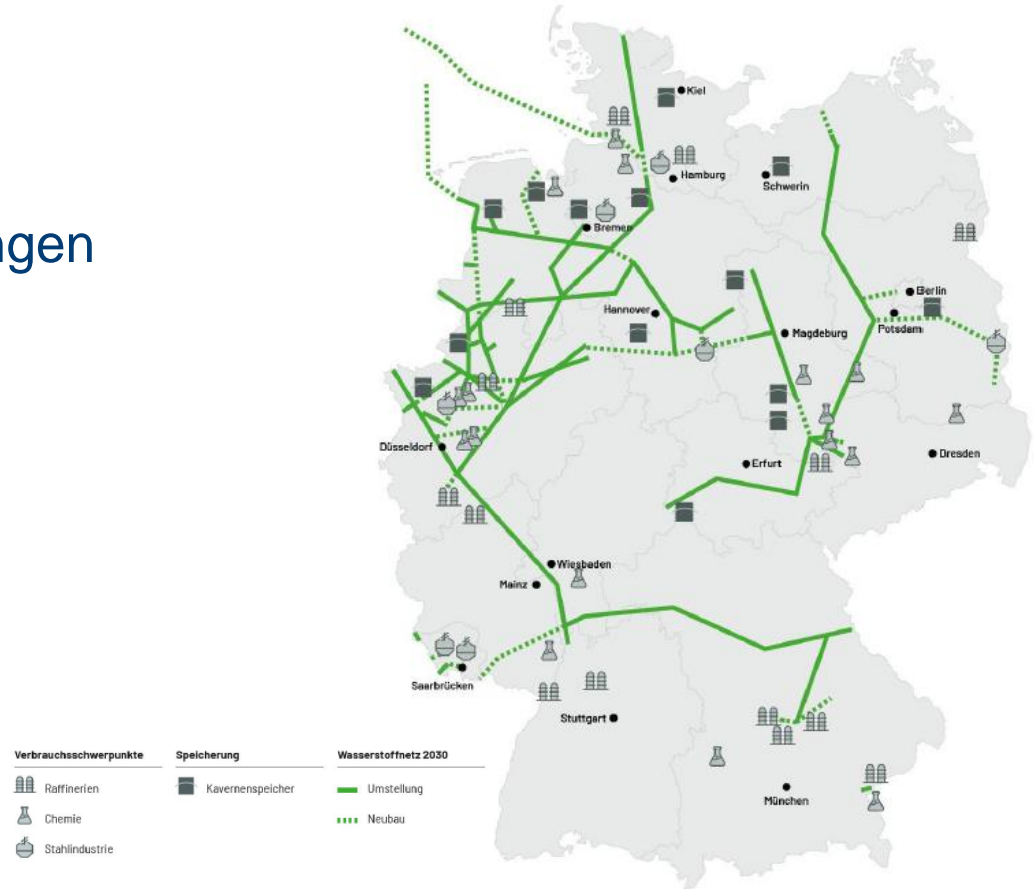 ngen
Kiel
Hamburg
Schwerin
Bremen
Berlin
Hannover
Potsdam
Magdeburg
Düsseldorf
Erfurt
Dresden
Wiesbaden
Mainz
Saarbrücken
Stuttgart
München
Verbrauchsschwerpunkte
Raffinerien
Chemie
Stahlindustrie
Speicherung
Kavernenspeicher
Wasserstoffnetz 2030
Umstellung
Neubau